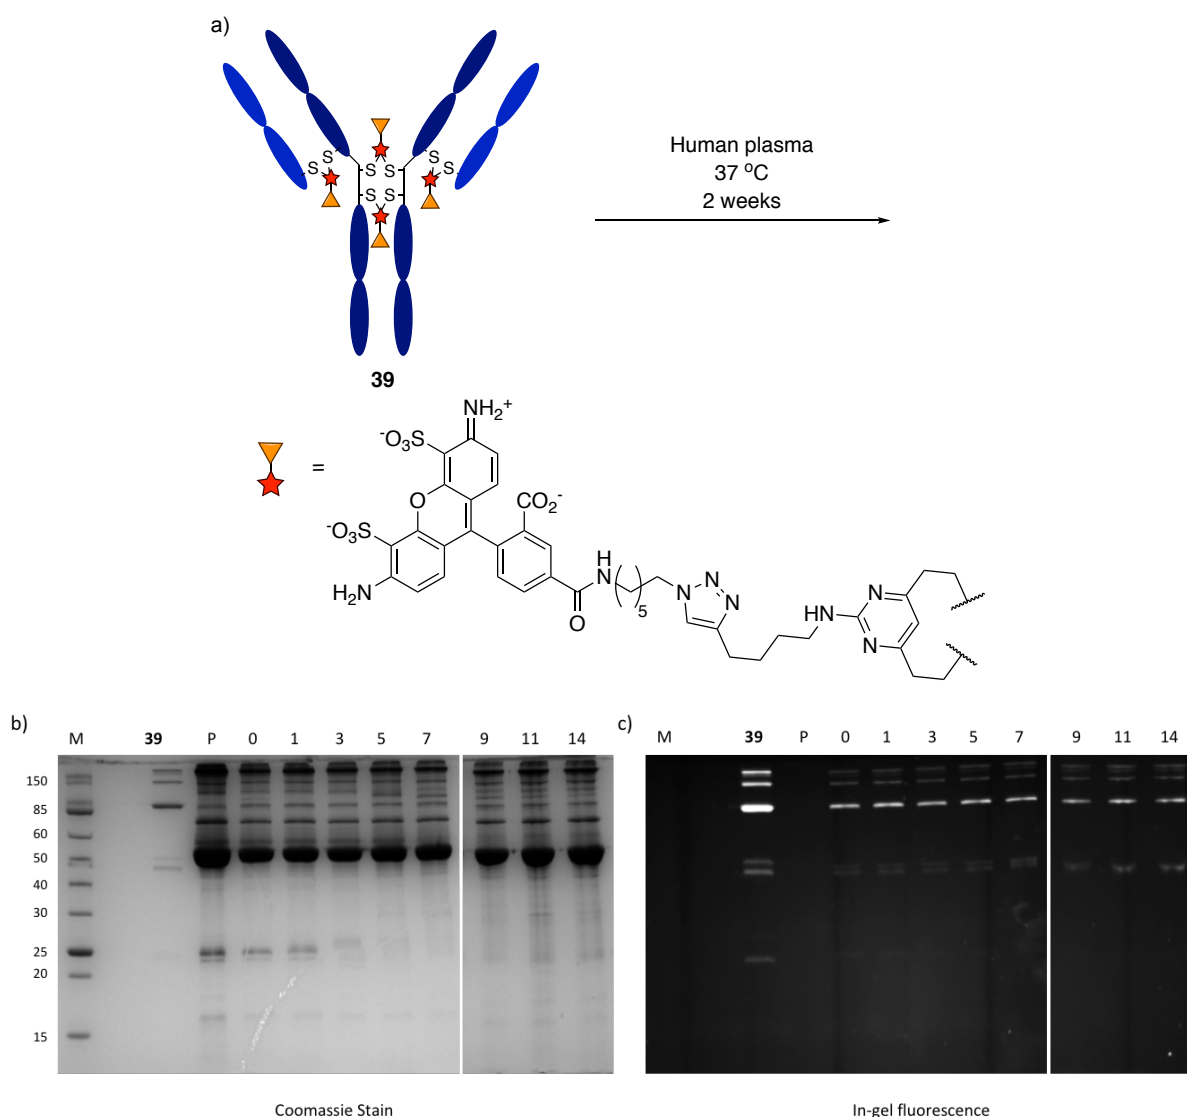 a)
S
S
S
S
S
S
S
S
Human plasma
37 °C
2 weeks
39
=
NH2+
-O3S
O
CO2-
-O3S
H2N
H
N
5
O
N
N
N
HN
N
N
b)
M 39 P 0 1 3 5 7 9 11 14
150
85
60
50
40
30
25
20
15
Coomassie Stain
c)
M 39 P 0 1 3 5 7 9 11 14
In-gel fluorescence